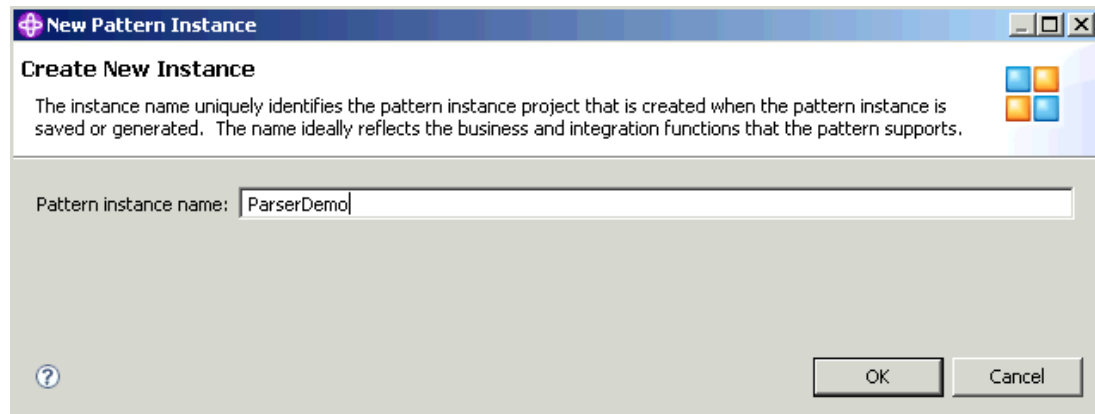 New Pattern Instance
Create New Instance
The instance name uniquely identifies the pattern instance project that is created when the pattern instance is
saved or generated.  The name ideally reflects the business and integration functions that the pattern supports.
Pattern instance name: ParserDemo
?
OK Cancel